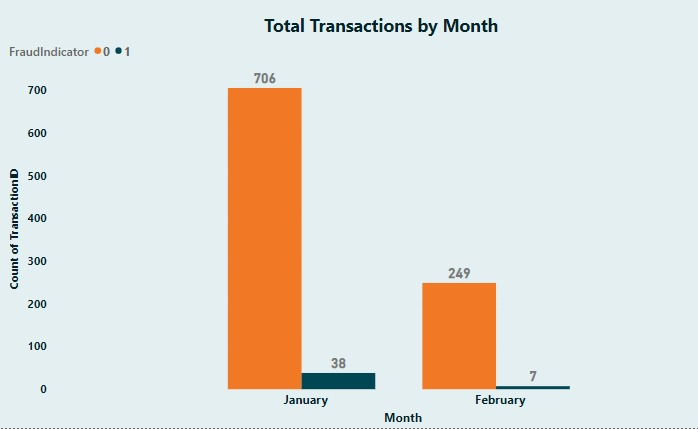 Total Transactions by Month
FraudIndicator 0 1
Count of TransactionID
700
600
500
400
300
200
100
0
706
38
249
7
January
February
Month